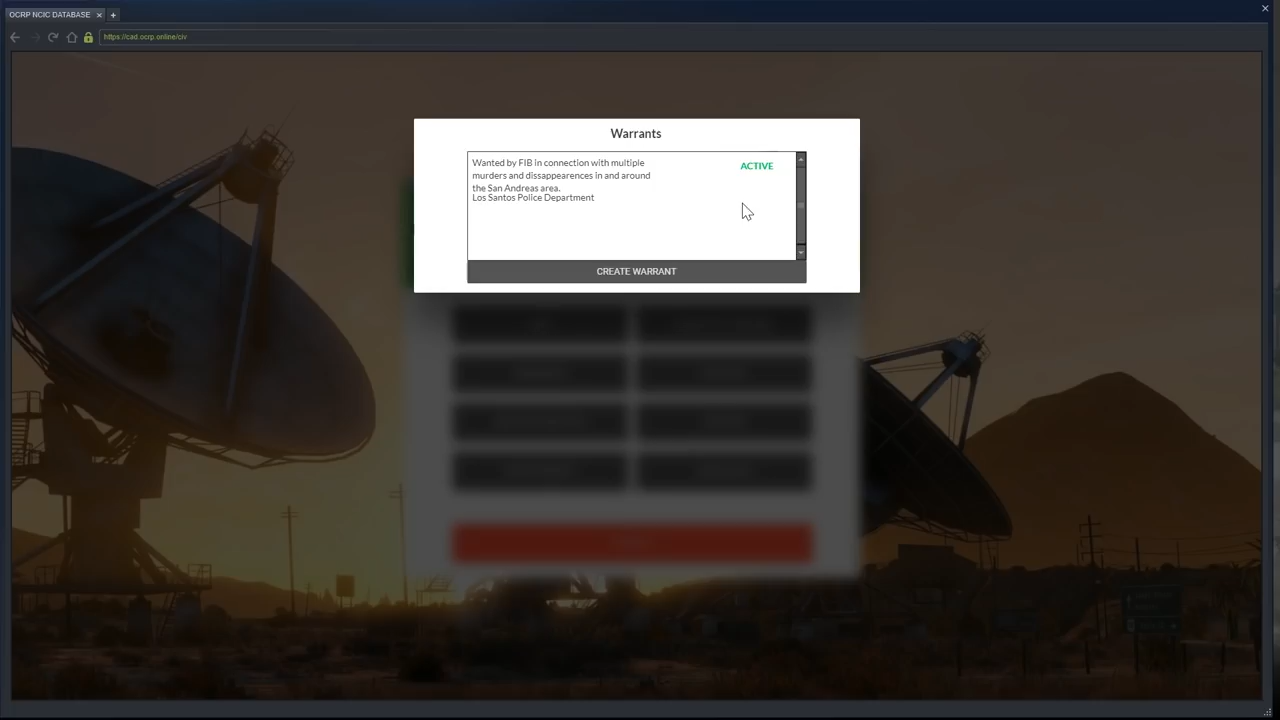 OCRP NCIC DATABASE
https://cad.ocrp.online/civ
Warrants
Wanted by FIB in connection with multiple
murders and dissappearences in and around
the San Andreas area.
Los Santos Police Department
ACTIVE
CREATE WARRANT